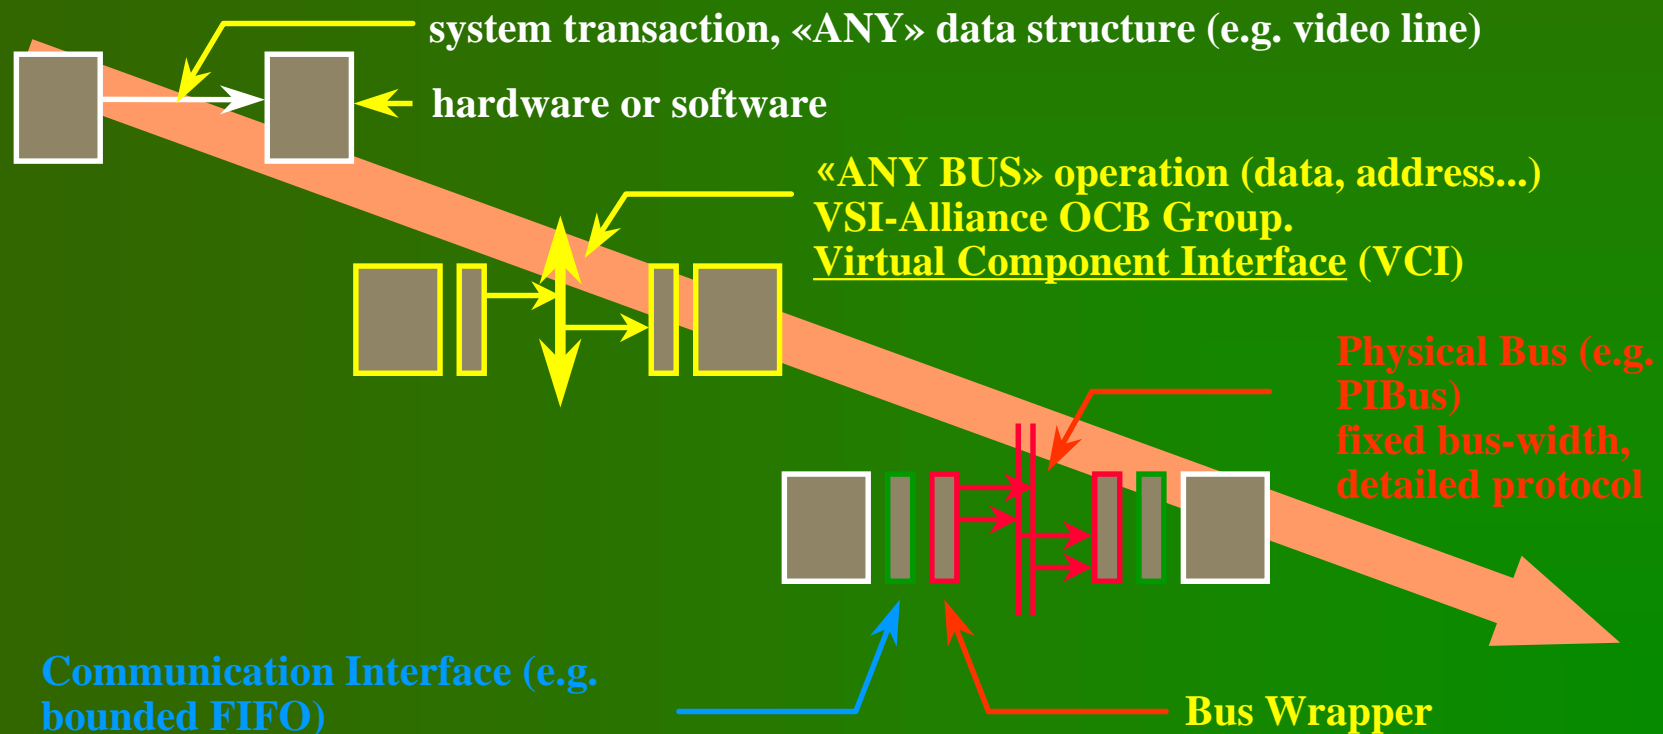 system transaction, «ANY» data structure (e.g. video line)
hardware or software
«ANY BUS» operation (data, address...)
VSI-Alliance OCB Group.
Virtual Component Interface (VCI)
Physical Bus (e.g.
PIBus)
fixed bus-width,
detailed protocol
Communication Interface (e.g.
bounded FIFO)
Bus Wrapper